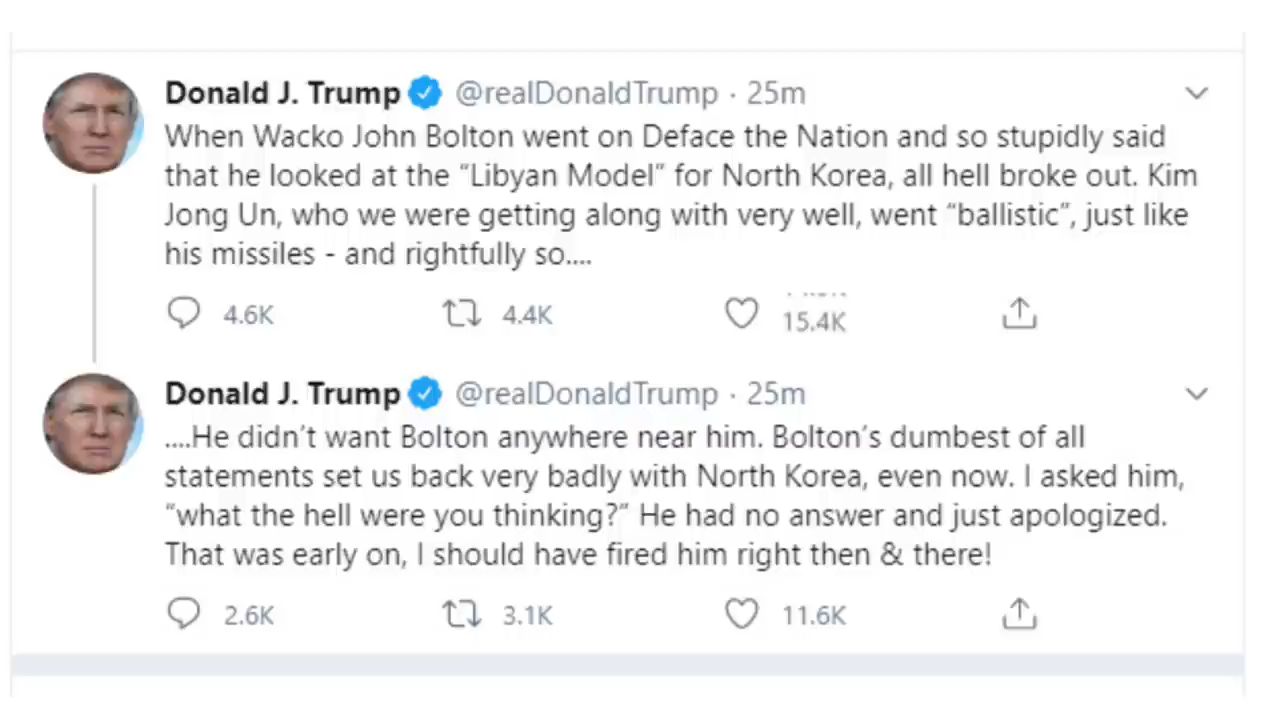 Donald J. Trump @realDonaldTrump · 25m
When Wacko John Bolton went on Deface the Nation and so stupidly said
that he looked at the “Libyan Model” for North Korea, all hell broke out. Kim
Jong Un, who we were getting along with very well, went “ballistic”, just like
his missiles - and rightfully so....
4.6K 4.4K 15.4K
Donald J. Trump @realDonaldTrump · 25m
....He didn’t want Bolton anywhere near him. Bolton’s dumbest of all
statements set us back very badly with North Korea, even now. I asked him,
“what the hell were you thinking?” He had no answer and just apologized.
That was early on, I should have fired him right then & there!
2.6K 3.1K 11.6K